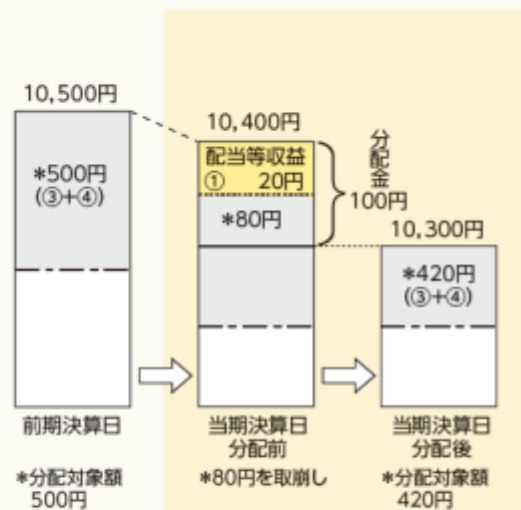 10,500円
*500円
(③+④)
前期決算日
*分配対象額
500円
10,400円
配当等収益
① 20円
*80円
分配金
100円
当期決算日
分配前
*80円を取崩し
10,300円
*420円
(③+④)
当期決算日
分配後
*分配対象額
420円